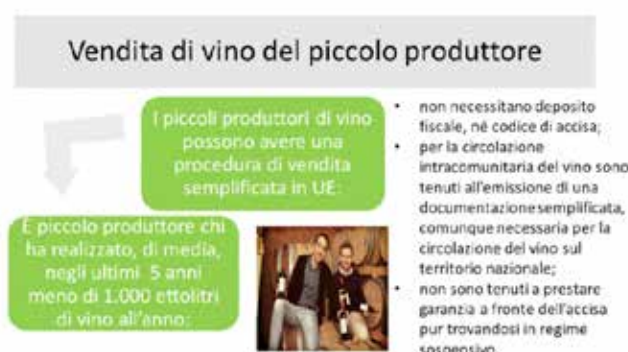 Vendita di vino del piccolo produttore
I piccoli produttori di vino
possono avere una
procedura di vendita
semplificata in UE:
È piccolo produttore chi
ha realizzato, di media,
negli ultimi 5 anni
meno di 1.000 ettolitri
di vino all'anno:
• non necessitano deposito
fiscale, né codice di accisa;
• per la circolazione
intracomunitaria del vino sono
tenuti all'emissione di una
documentazione semplificata,
comunque necessaria per la
circolazione del vino sul
territorio nazionale;
• non sono tenuti a prestare
garanzia a fronte dell'accisa
pur trovandosi in regime
sospensivo